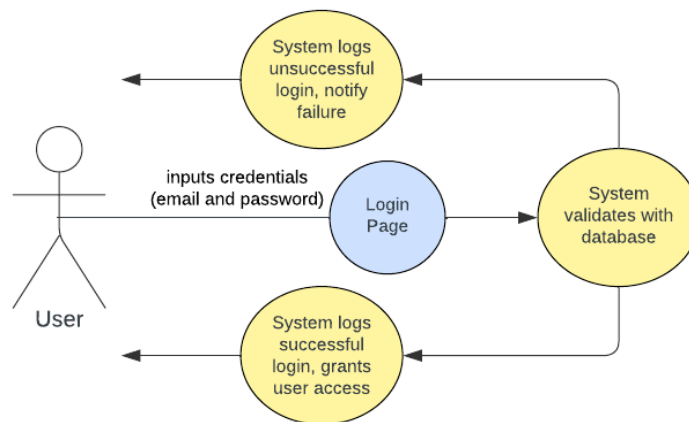 System logs
unsuccessful
login, notify
failure
inputs credentials
(email and password)
Login
Page
System
validates with
database
User
System logs
successful
login, grants
user access